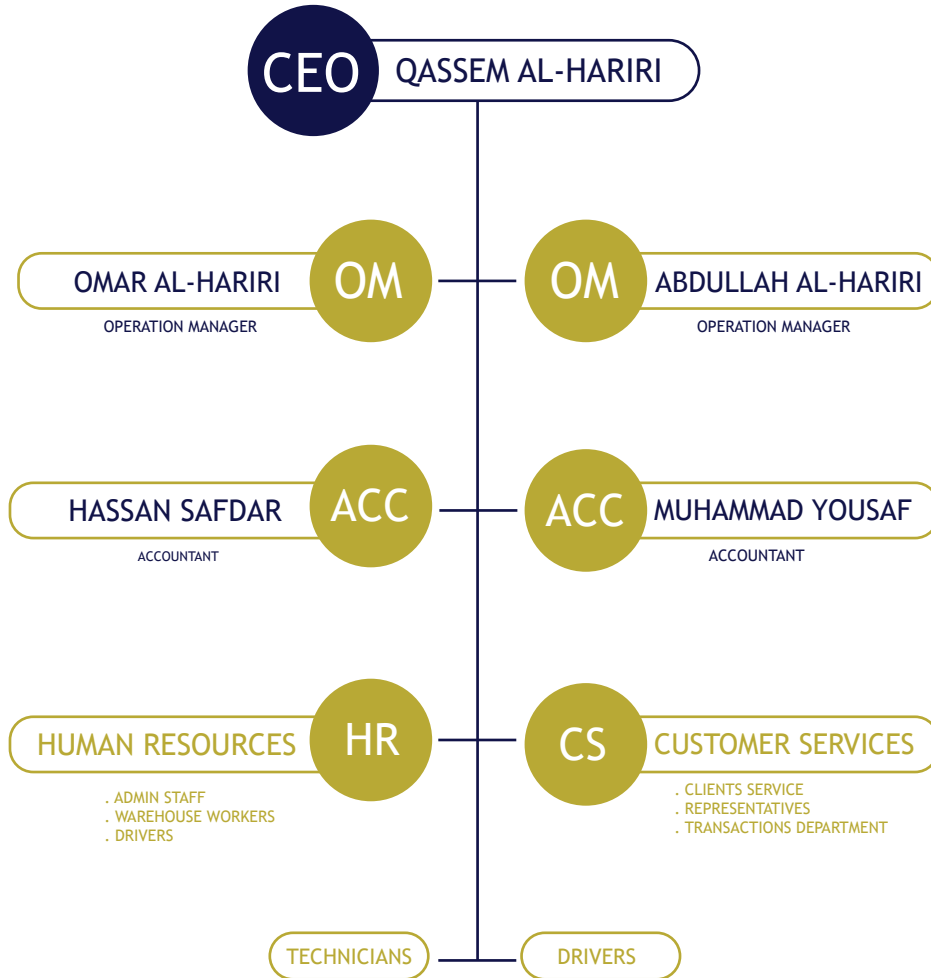 CEO
QASSEM AL-HARIRI
OMAR AL-HARIRI
OM
OPERATION MANAGER
OM
ABDULLAH AL-HARIRI
OPERATION MANAGER
HASSAN SAFDAR
ACC
ACCOUNTANT
ACC
MUHAMMAD YOUSAF
ACCOUNTANT
HUMAN RESOURCES
HR
. ADMIN STAFF
. WAREHOUSE WORKERS
. DRIVERS
CS
CUSTOMER SERVICES
. CLIENTS SERVICE
. REPRESENTATIVES
. TRANSACTIONS DEPARTMENT
TECHNICIANS
DRIVERS